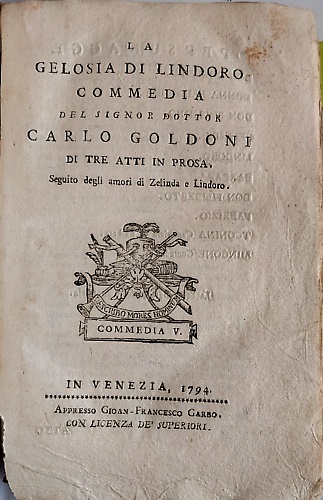 LA
GELOSIA DI LINDORO
COMMEDIA
DEL SIGNOR DOTTOR
CARLO GOLDONI
DI TRE ATTI IN PROSA.
Seguito degli amori di Zelinda e Lindoro.
COMMEDIA V.
IN VENEZIA, 1794.
APPRESSO GIOAN-FRANCESCO GARBO.
CON LICENZA DE' SUPERIORI.